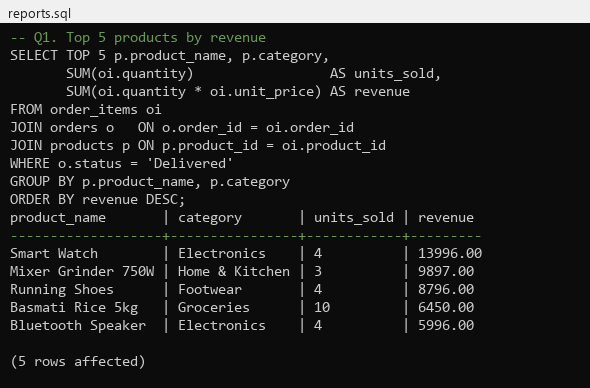 reports.sql
-- Q1. Top 5 products by revenue
SELECT TOP 5 p.product_name, p.category,
       SUM(oi.quantity)                 AS units_sold,
       SUM(oi.quantity * oi.unit_price) AS revenue
FROM order_items oi
JOIN orders o   ON o.order_id = oi.order_id
JOIN products p ON p.product_id = oi.product_id
WHERE o.status = 'Delivered'
GROUP BY p.product_name, p.category
ORDER BY revenue DESC;
product_name       | category       | units_sold | revenue
-------------------+----------------+------------+---------
Smart Watch        | Electronics    | 4          | 13996.00
Mixer Grinder 750W | Home & Kitchen | 3          | 9897.00
Running Shoes      | Footwear       | 4          | 8796.00
Basmati Rice 5kg   | Groceries      | 10         | 6450.00
Bluetooth Speaker  | Electronics    | 4          | 5996.00
(5 rows affected)